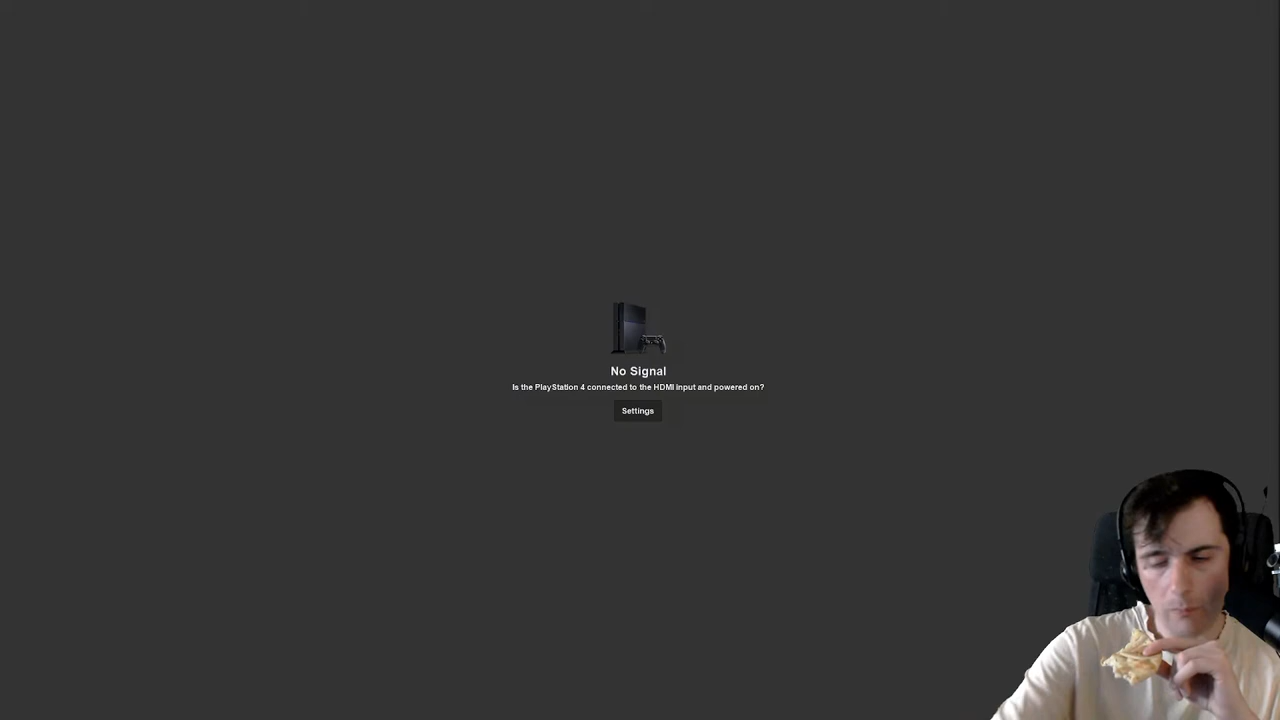 No Signal
Is the PlayStation 4 connected to the HDMI input and powered on?
Settings